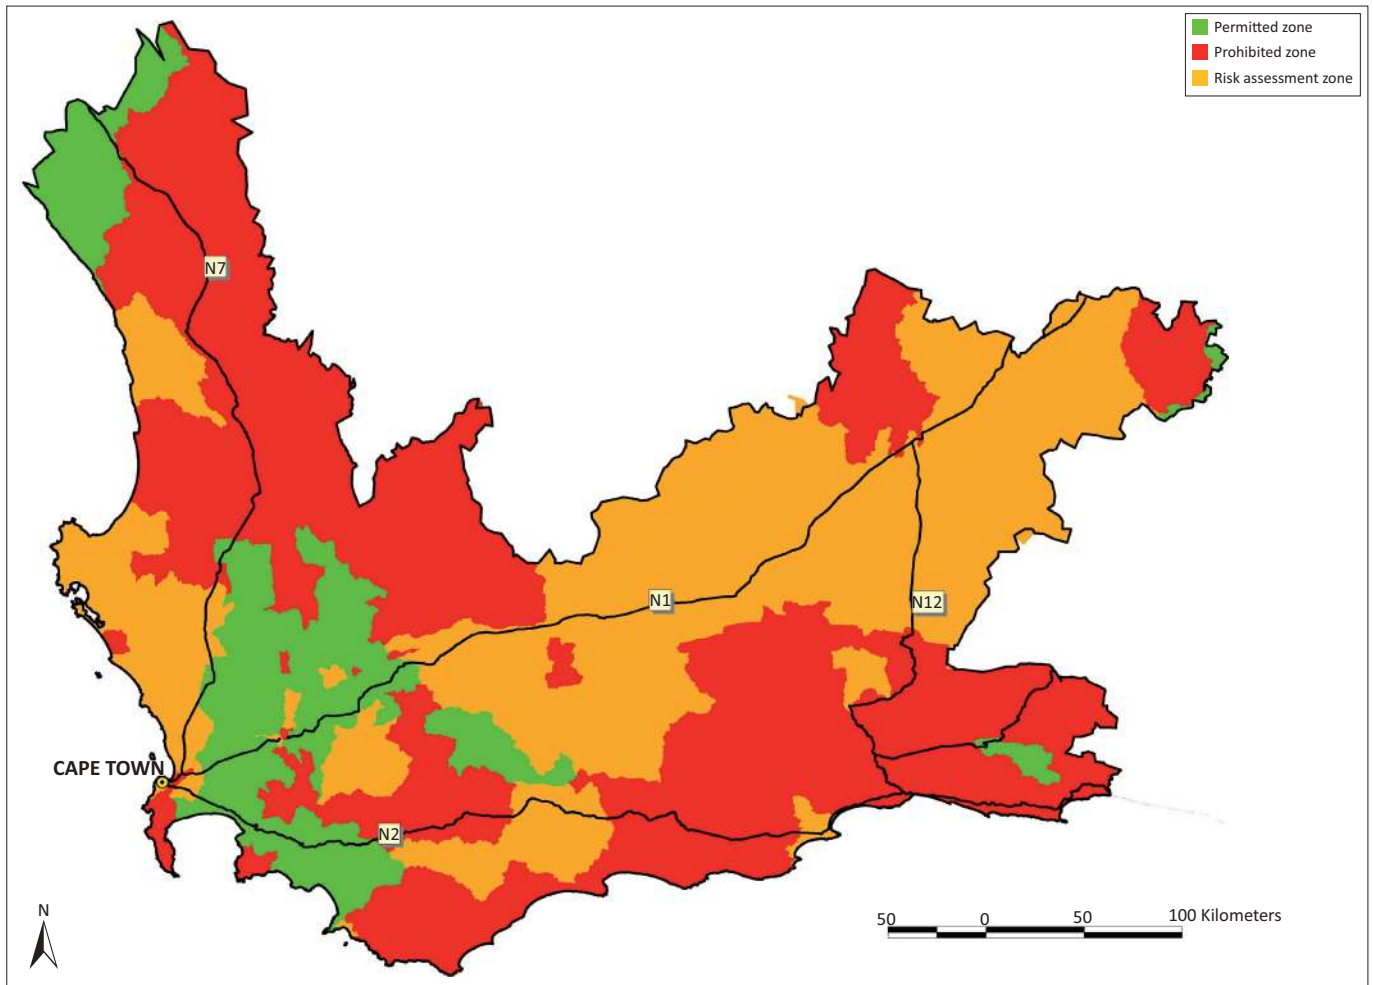 Permitted zone
Prohibited zone
Risk assessment zone
N7
N1
N12
CAPE TOWN
N2
N
50 0 50 100 Kilometers